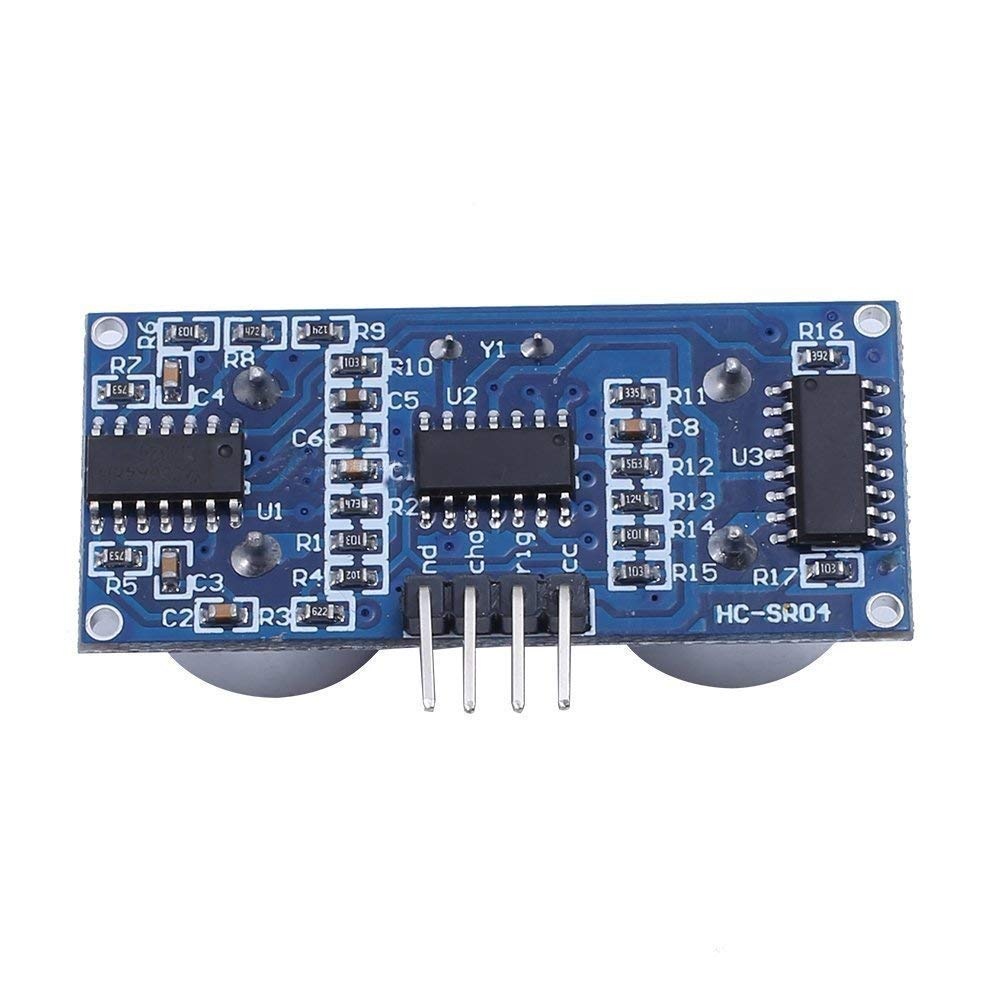 R6
103
472
124
R9
R16
392
R7
753
R8
C4
103
R10
Y1
C5
U2
335
R11
C6
C8
U3
563
R12
473
R2
124
R13
U1
R1
103
103
R14
753
R5
C3
R4
102
103
R15
R17
103
C2
R3
622
nd
cho
rig
cc
HC-SR04